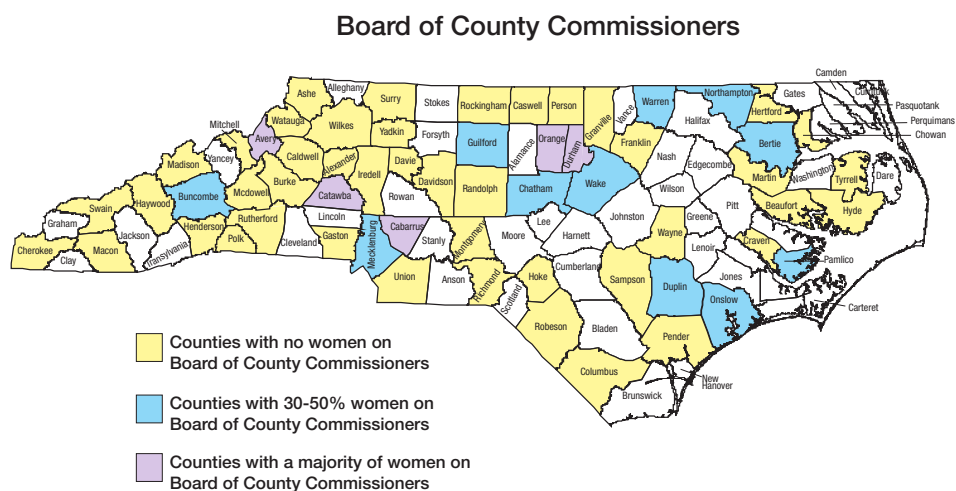 Board of County Commissioners
Camden
Alleghany
Ashe
Surry
Stokes
Rockingham
Caswell
Person
Warren
Northampton
Gates
Currituck
Pasquotank
Perquimans
Chowan
Hertford
Vance
Granville
Halifax
Mitchell
Watauga
Wilkes
Yadkin
Forsyth
Guilford
Alamance
Orange
Durham
Franklin
Bertie
Avery
Madison
Yancey
Caldwell
Alexander
Iredell
Davie
Davidson
Randolph
Chatham
Wake
Nash
Edgecombe
Martin
Washington
Tyrrell
Dare
Buncombe
Mcdowell
Burke
Catawba
Rowan
Wilson
Pitt
Beaufort
Hyde
Swain
Haywood
Rutherford
Lincoln
Cabarrus
Johnston
Greene
Graham
Jackson
Henderson
Polk
Cleveland
Gaston
Mecklenburg
Stanly
Montgomery
Moore
Lee
Harnett
Wayne
Lenoir
Craven
Pamlico
Cherokee
Clay
Macon
Transylvania
Union
Anson
Richmond
Scotland
Hoke
Cumberland
Sampson
Duplin
Jones
Onslow
Carteret
Robeson
Bladen
Pender
Columbus
Brunswick
New
Hanover
Counties with no women on
Board of County Commissioners
Counties with 30-50% women on
Board of County Commissioners
Counties with a majority of women on
Board of County Commissioners